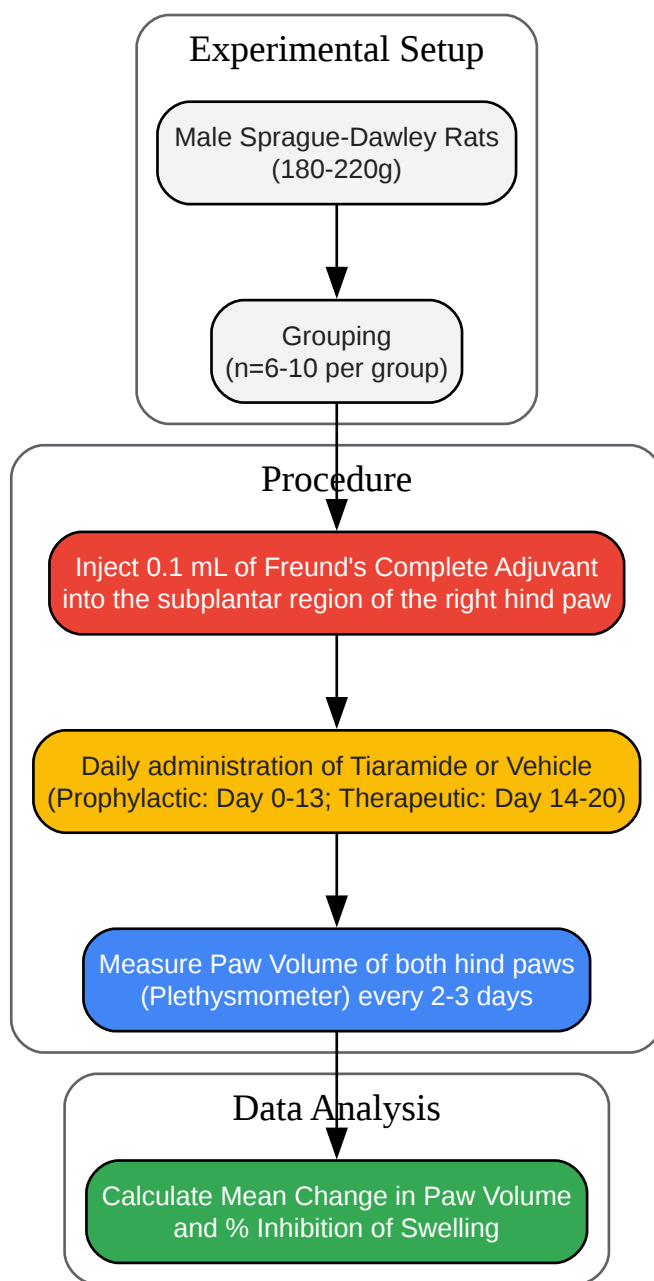 Experimental Setup
Male Sprague-Dawley Rats
(180-220g)
Grouping
(n=6-10 per group)
Procedure
Inject 0.1 mL of Freund's Complete Adjuvant
into the subplantar region of the right hind paw
Daily administration of Tiaramide or Vehicle
(Prophylactic: Day 0-13; Therapeutic: Day 14-20)
Measure Paw Volume of both hind paws
(Plethysmometer) every 2-3 days
Data Analysis
Calculate Mean Change in Paw Volume
and % Inhibition of Swelling